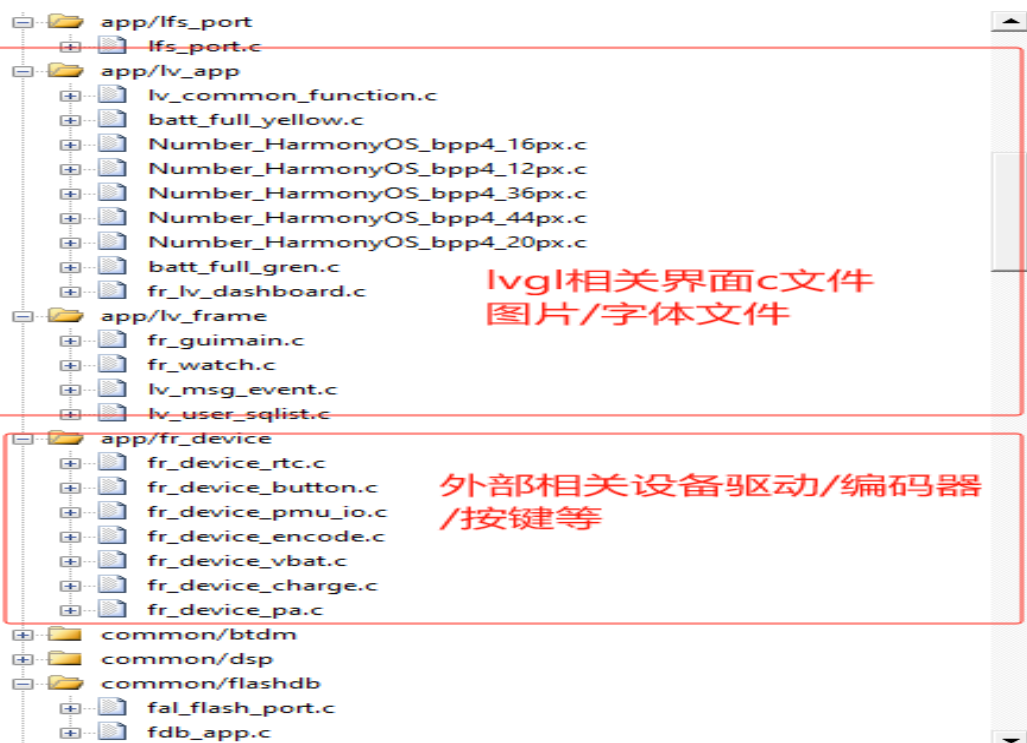 app/lfs_port
lfs_port.c
app/lv_app
lv_common_function.c
batt_full_yellow.c
Number_HarmonyOS_bpp4_16px.c
Number_HarmonyOS_bpp4_12px.c
Number_HarmonyOS_bpp4_36px.c
Number_HarmonyOS_bpp4_44px.c
Number_HarmonyOS_bpp4_20px.c
batt_full_gren.c
fr_lv_dashboard.c
lvgl相关界面c文件
图片/字体文件
app/lv_frame
fr_guimain.c
fr_watch.c
lv_msg_event.c
lv_user_sqlist.c
app/fr_device
fr_device_rtc.c
fr_device_button.c
fr_device_pmu_io.c
fr_device_encode.c
fr_device_vbat.c
fr_device_charge.c
fr_device_pa.c
外部相关设备驱动/编码器
/按键等
common/btdm
common/dsp
common/flashdb
fal_flash_port.c
fdb_app.c